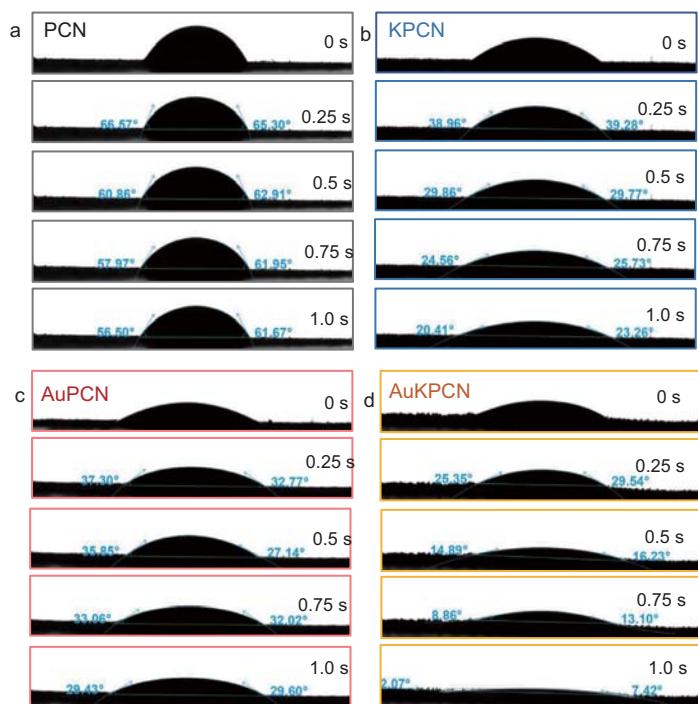 a
PCN
0 s
66.57°
65.30°
0.25 s
60.86°
62.91°
0.5 s
57.97°
61.95°
0.75 s
56.50°
61.67°
1.0 s
b
KPCN
0 s
38.96°
39.28°
0.25 s
29.86°
29.77°
0.5 s
24.56°
25.73°
0.75 s
20.41°
23.26°
1.0 s
c
AuPCN
0 s
37.30°
32.77°
0.25 s
35.85°
27.14°
0.5 s
33.06°
32.02°
0.75 s
29.43°
29.60°
1.0 s
d
AuKPCN
0 s
25.35°
29.54°
0.25 s
14.89°
16.23°
0.5 s
8.86°
13.10°
0.75 s
2.07°
7.42°
1.0 s